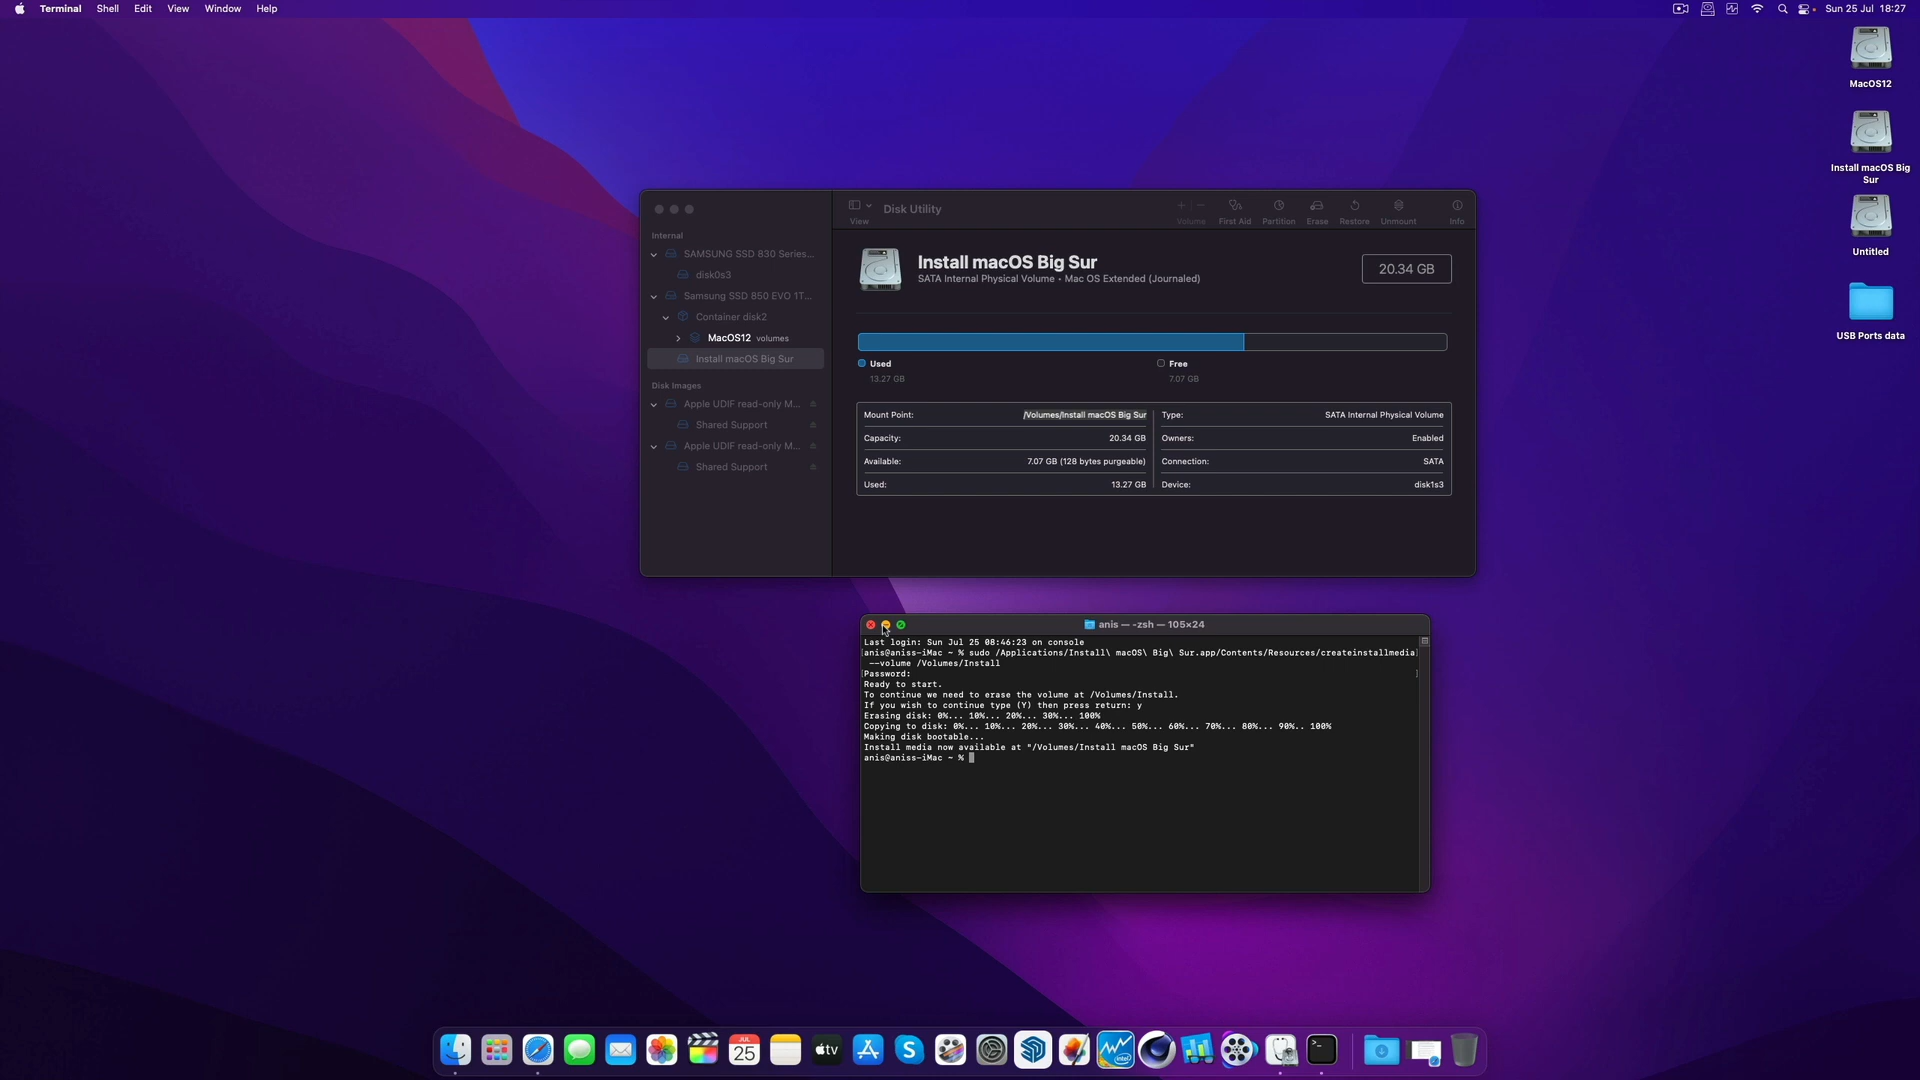 Terminal Shell Edit View Window Help
Sun 25 Jul 18:27
MacOS12
Install macOS Big
Sur
Untitled
USB Ports data
View
Disk Utility
Volume First Aid Partition Erase Restore Unmount Info
Internal
SAMSUNG SSD 830 Series...
disk0s3
Samsung SSD 850 EVO 1T...
Container disk2
MacOS12 volumes
Install macOS Big Sur
Disk Images
Apple UDIF read-only M...
Shared Support
Apple UDIF read-only M...
Shared Support
Install macOS Big Sur
SATA Internal Physical Volume • Mac OS Extended (Journaled)
20.34 GB
Used
13.27 GB
Free
7.07 GB
Mount Point: /Volumes/Install macOS Big Sur
Type: SATA Internal Physical Volume
Capacity: 20.34 GB
Owners: Enabled
Available: 7.07 GB (128 bytes purgeable)
Connection: SATA
Used: 13.27 GB
Device: disk1s3
anis — -zsh — 105×24
Last login: Sun Jul 25 08:46:23 on console
[anis@aniss-iMac ~ % sudo /Applications/Install\ macOS\ Big\ Sur.app/Contents/Resources/createinstallmedia]
--volume /Volumes/Install
[Password: ]
Ready to start.
To continue we need to erase the volume at /Volumes/Install.
If you wish to continue type (Y) then press return: y
Erasing disk: 0%... 10%... 20%... 30%... 100%
Copying to disk: 0%... 10%... 20%... 30%... 40%... 50%... 60%... 70%... 80%... 90%.. 100%
Making disk bootable...
Install media now available at "/Volumes/Install macOS Big Sur"
anis@aniss-iMac ~ %
JUL
25
tv
intel